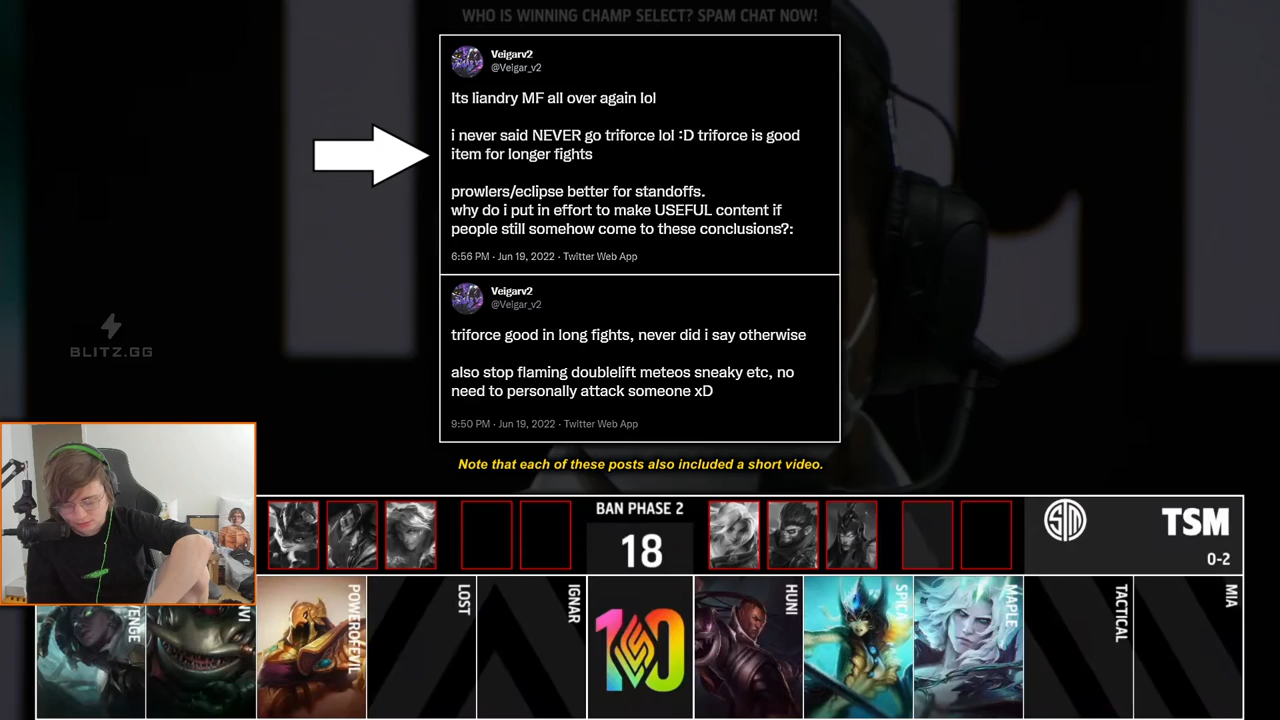 WHO IS WINNING CHAMP SELECT? SPAM CHAT NOW!
Veigarv2
@Veigar_v2
Its liandry MF all over again lol
i never said NEVER go triforce lol :D triforce is good
item for longer fights
prowlers/eclipse better for standoffs.
why do i put in effort to make USEFUL content if
people still somehow come to these conclusions?:
6:56 PM · Jun 19, 2022 · Twitter Web App
Veigarv2
@Veigar_v2
triforce good in long fights, never did i say otherwise
also stop flaming doublelift meteos sneaky etc, no
need to personally attack someone xD
9:50 PM · Jun 19, 2022 · Twitter Web App
Note that each of these posts also included a short video.
BLITZ.GG
BAN PHASE 2
18
TSM
TSM
0-2
POWEROFEVIL
LOST
IGNAR
HUNI
SPICA
MAPLE
TACTICAL
MIA